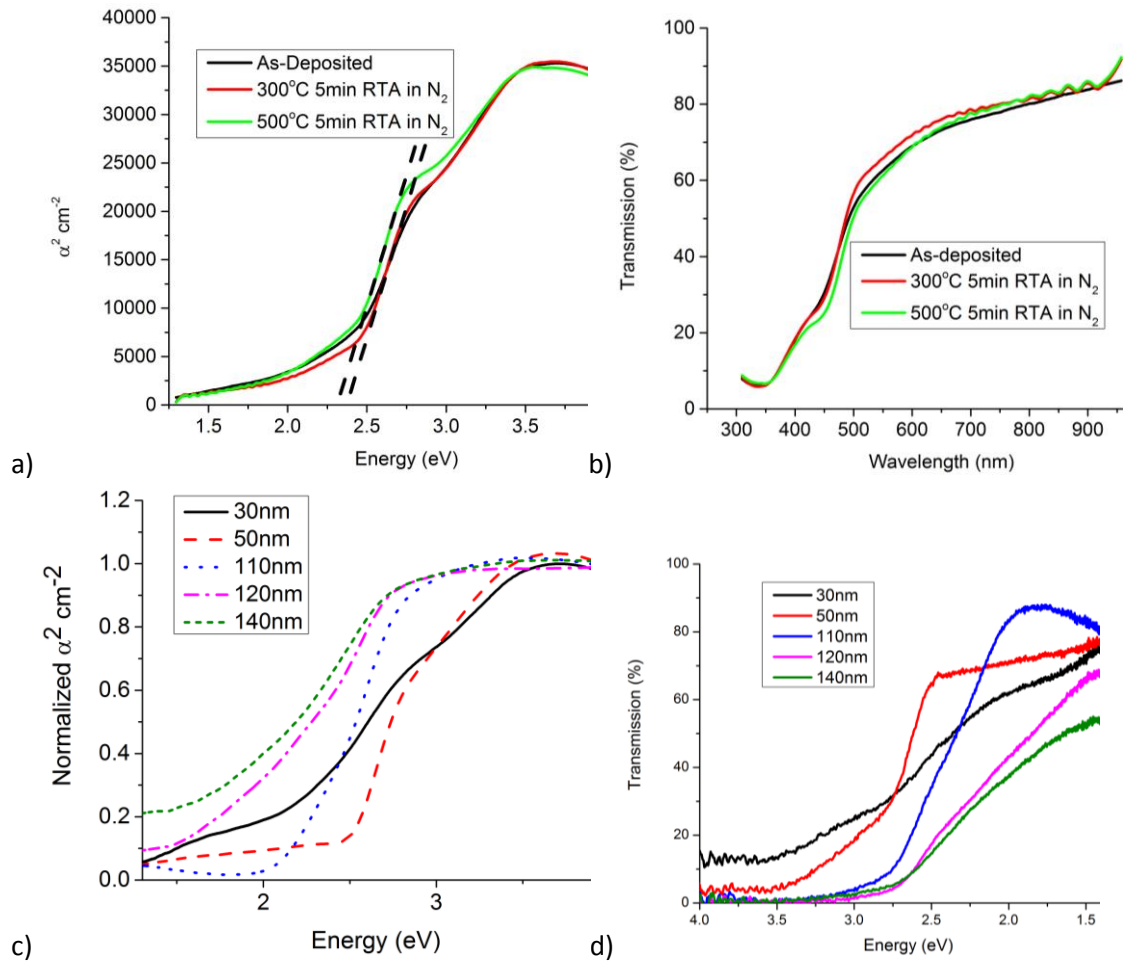 40000
35000
30000
25000
20000
15000
10000
5000
0
α² cm⁻²
As-Deposited
300°C 5min RTA in N₂
500°C 5min RTA in N₂
1.5 2.0 2.5 3.0 3.5
Energy (eV)
a)
100
80
60
40
20
0
Transmission (%)
As-deposited
300°C 5min RTA in N₂
500°C 5min RTA in N₂
300 400 500 600 700 800 900
Wavelength (nm)
b)
1.2
1.0
0.8
0.6
0.4
0.2
0.0
Normalized α² cm-2
30nm
50nm
110nm
120nm
140nm
2 3
Energy (eV)
c)
100
80
60
40
20
0
Transmission (%)
30nm
50nm
110nm
120nm
140nm
4.0 3.5 3.0 2.5 2.0 1.5
Energy (eV)
d)